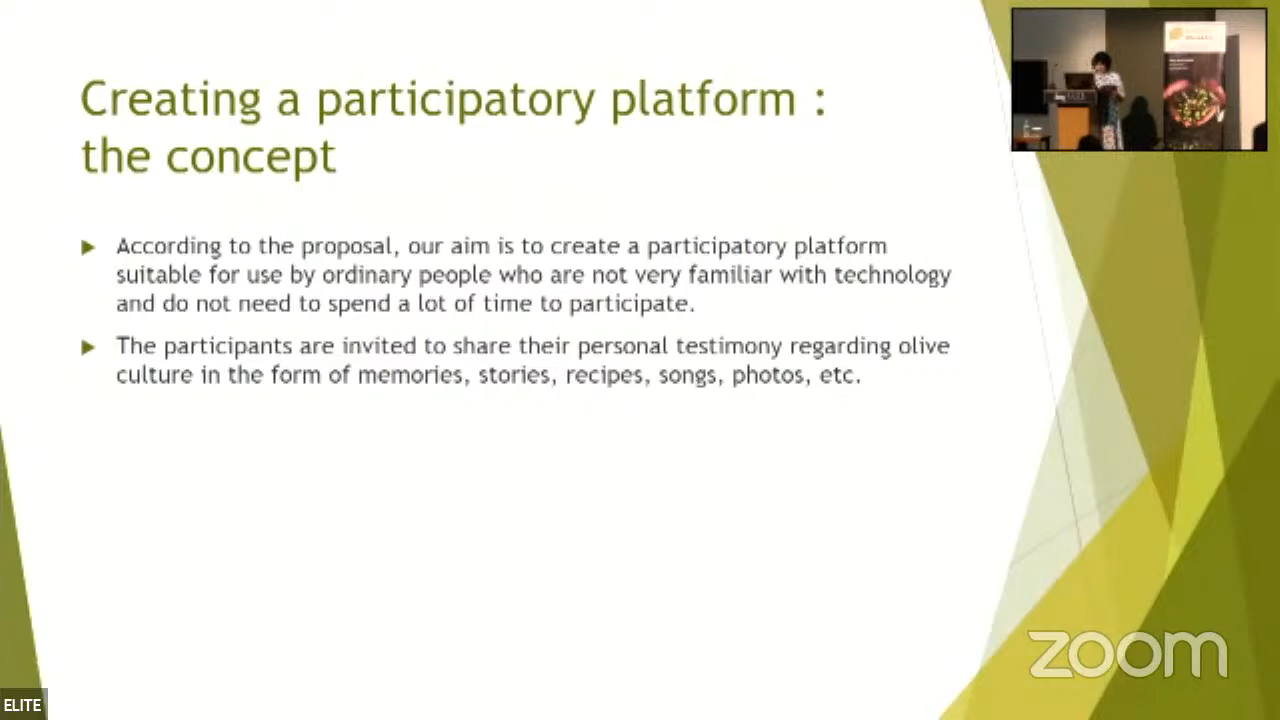 Creating a participatory platform :
the concept
According to the proposal, our aim is to create a participatory platform
suitable for use by ordinary people who are not very familiar with technology
and do not need to spend a lot of time to participate.
The participants are invited to share their personal testimony regarding olive
culture in the form of memories, stories, recipes, songs, photos, etc.
zoom
ELITE